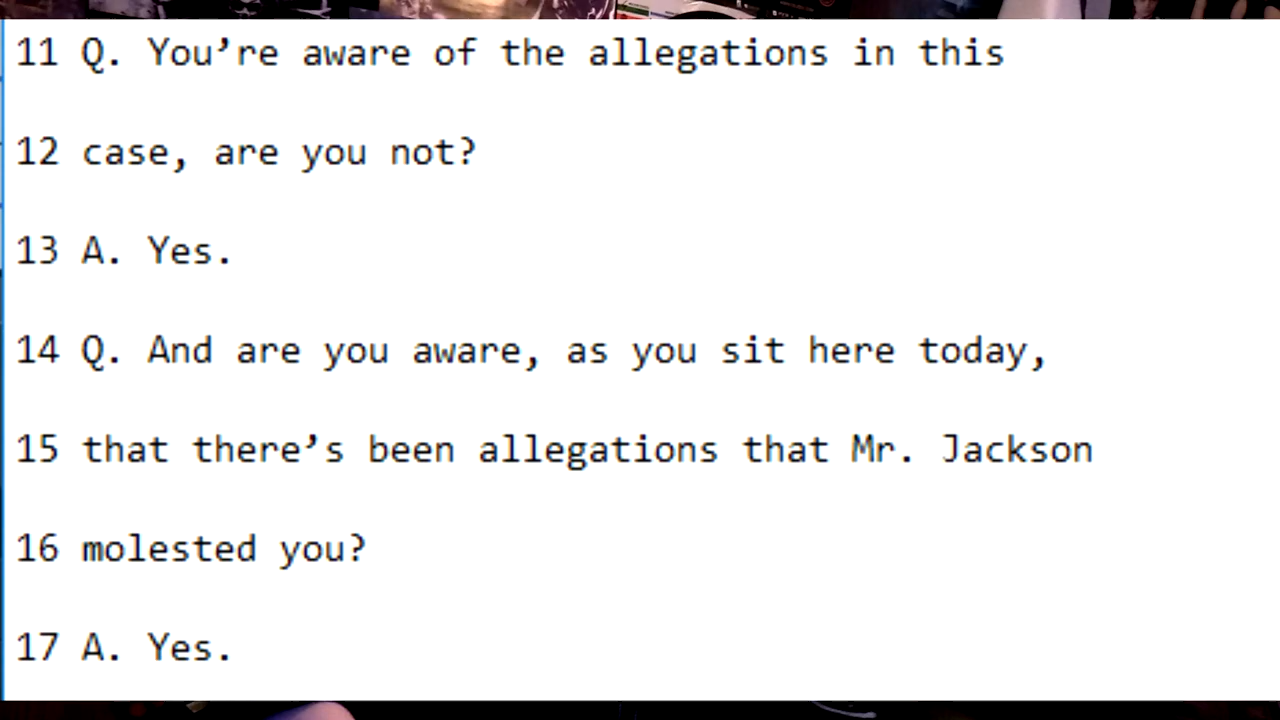 11 Q. You’re aware of the allegations in this
12 case, are you not?
13 A. Yes.
14 Q. And are you aware, as you sit here today,
15 that there’s been allegations that Mr. Jackson
16 molested you?
17 A. Yes.